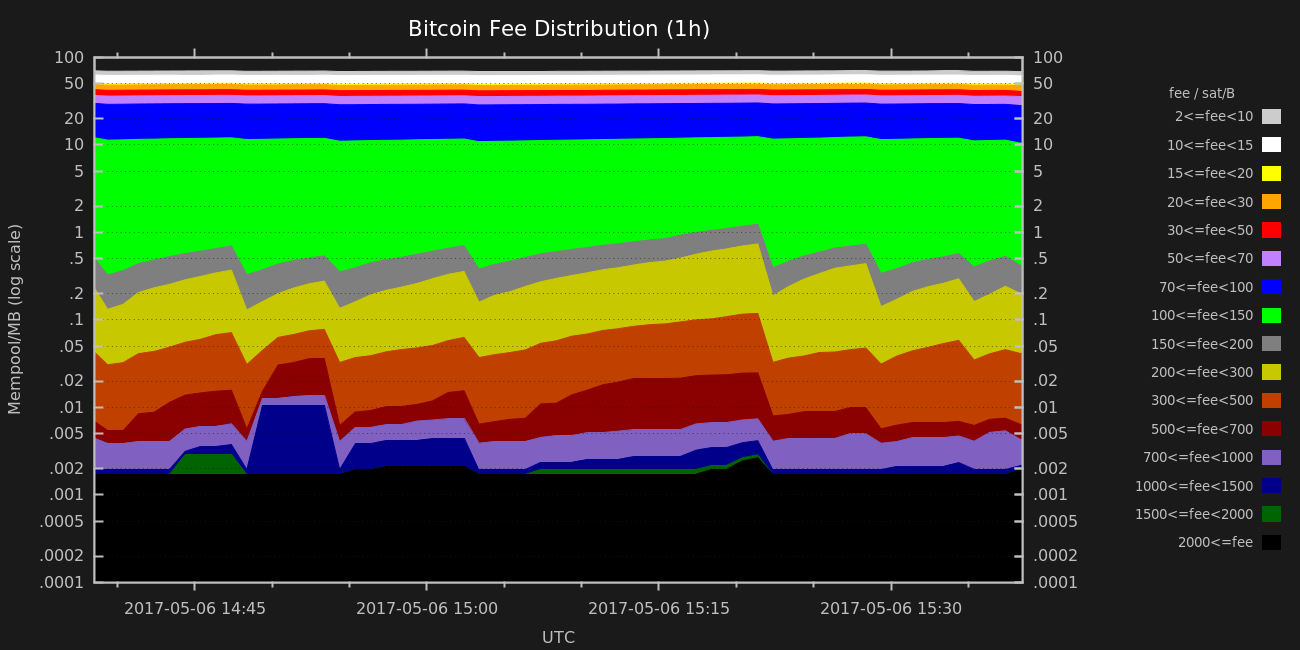 Bitcoin Fee Distribution (1h)
Mempool/MB (log scale)
100
50
20
10
5
2
1
.5
.2
.1
.05
.02
.01
.005
.002
.001
.0005
.0002
.0001
100
50
20
10
5
2
1
.5
.2
.1
.05
.02
.01
.005
.002
.001
.0005
.0002
.0001
fee / sat/B
2<=fee<10
10<=fee<15
15<=fee<20
20<=fee<30
30<=fee<50
50<=fee<70
70<=fee<100
100<=fee<150
150<=fee<200
200<=fee<300
300<=fee<500
500<=fee<700
700<=fee<1000
1000<=fee<1500
1500<=fee<2000
2000<=fee
2017-05-06 14:45
2017-05-06 15:00
2017-05-06 15:15
2017-05-06 15:30
UTC